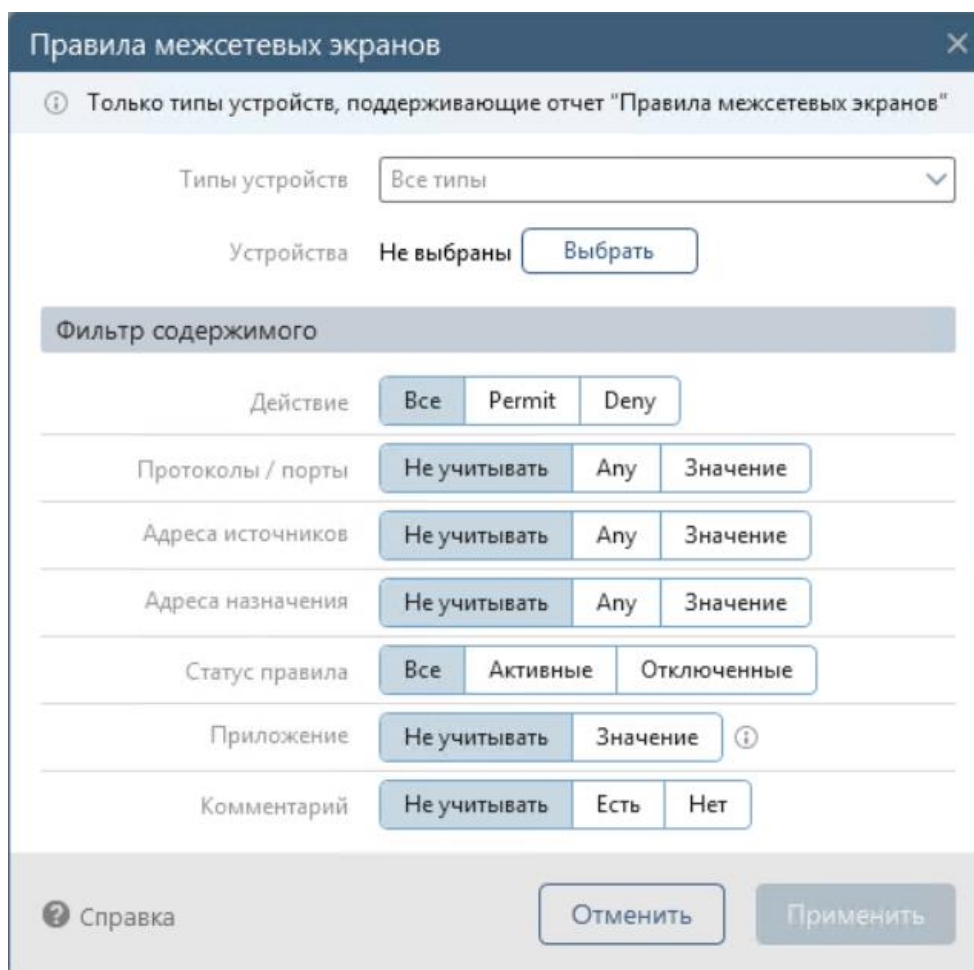 Правила межсетевых экранов
Только типы устройств, поддерживающие отчет "Правила межсетевых экранов"
Типы устройств Все типы
Устройства Не выбраны Выбрать
Фильтр содержимого
Действие Все Permit Deny
Протоколы / порты Не учитывать Any Значение
Адреса источников Не учитывать Any Значение
Адреса назначения Не учитывать Any Значение
Статус правила Все Активные Отключенные
Приложение Не учитывать Значение
Комментарий Не учитывать Есть Нет
Справка Отменить Применить